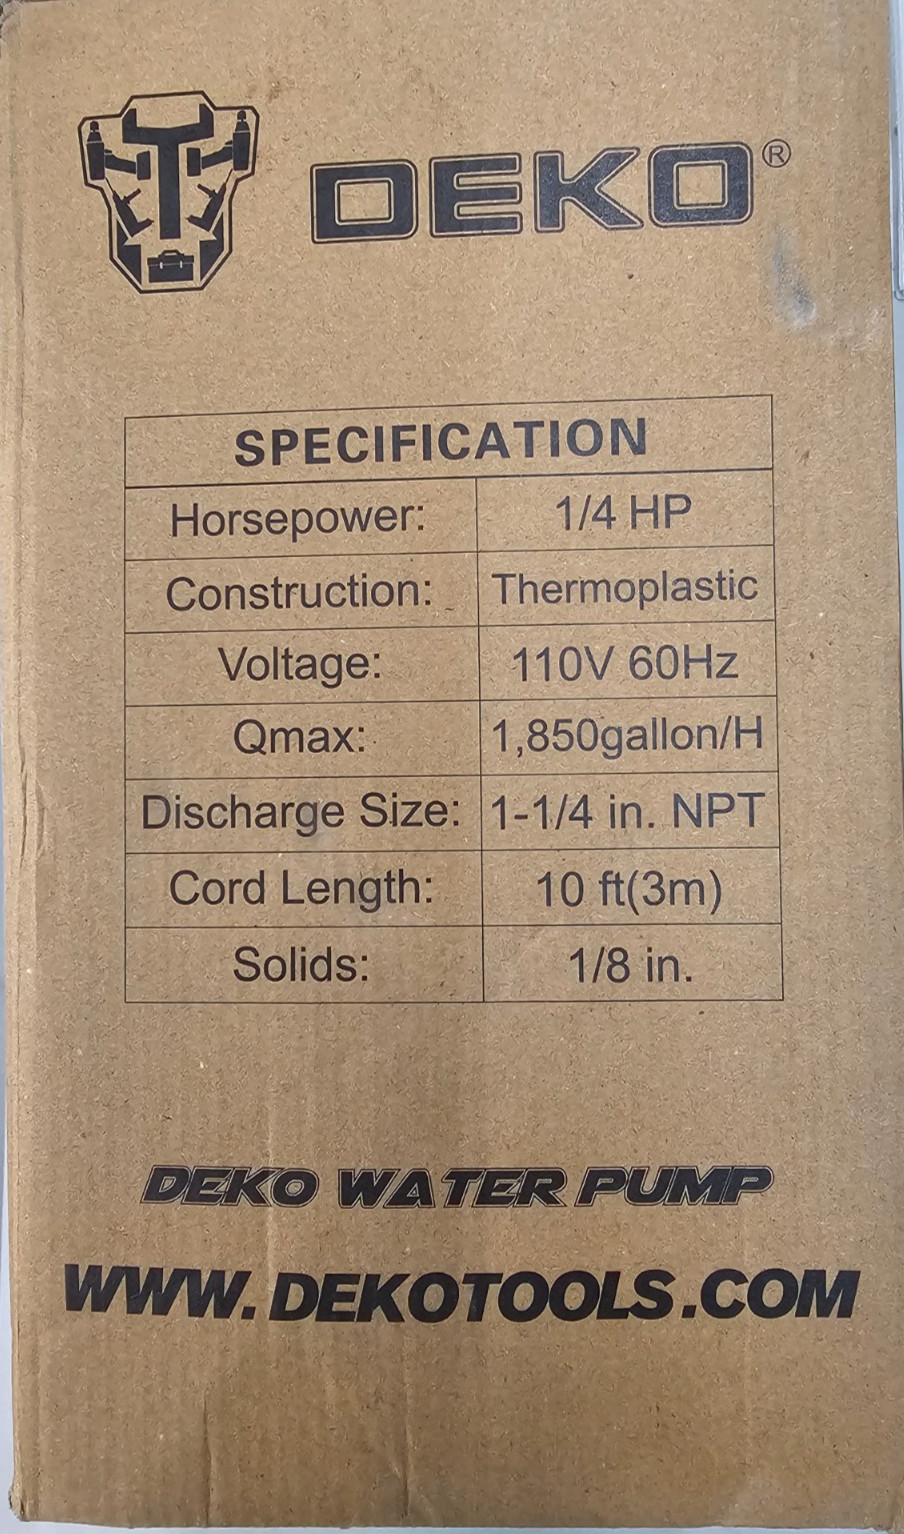 DEKO®
SPECIFICATION
Horsepower: 1/4 HP
Construction: Thermoplastic
Voltage: 110V 60Hz
Qmax: 1,850gallon/H
Discharge Size: 1-1/4 in. NPT
Cord Length: 10 ft(3m)
Solids: 1/8 in.
DEKO WATER PUMP
WWW.DEKOTOOLS.COM